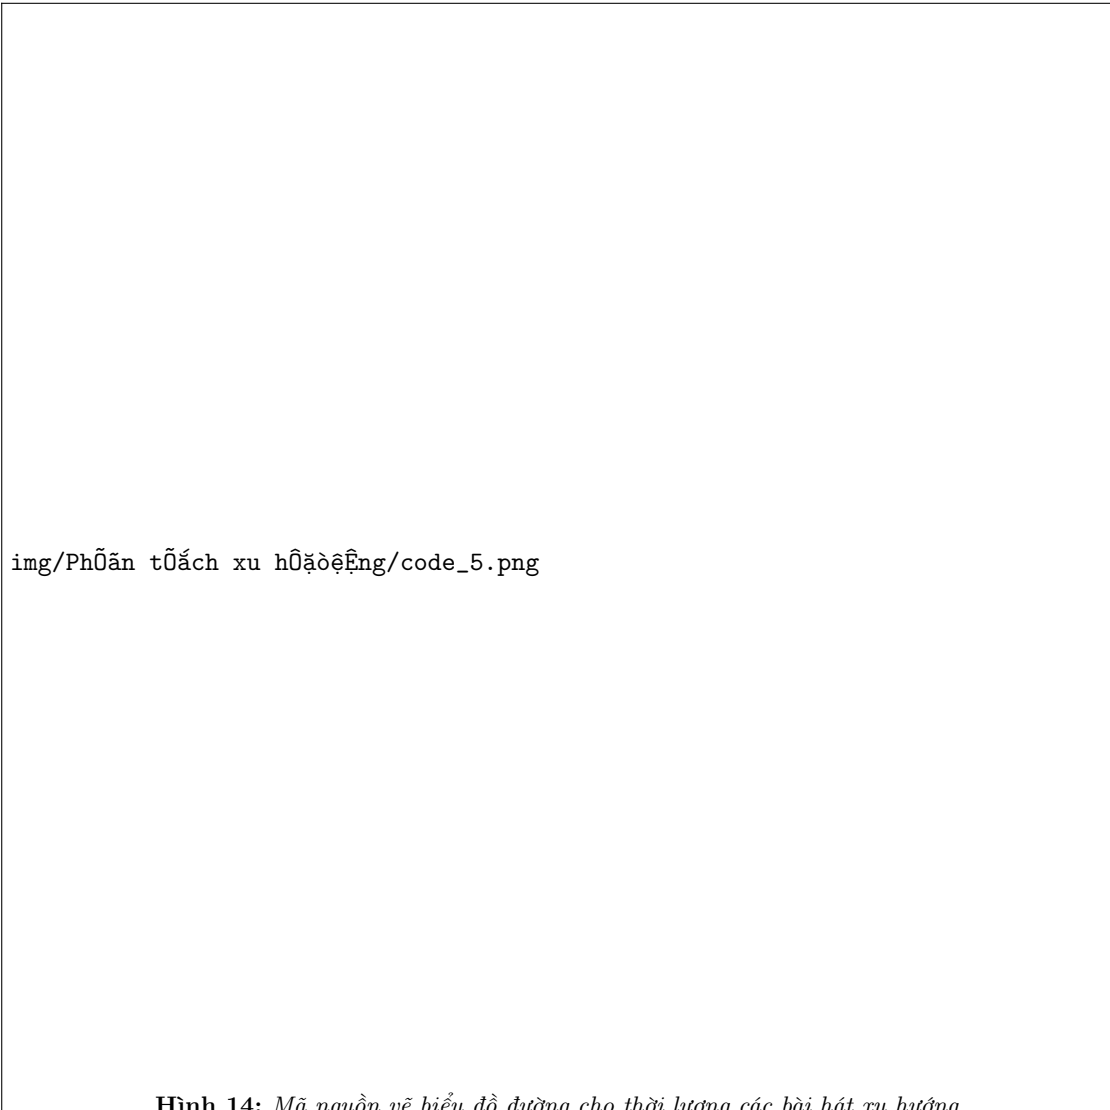 img/PhÕãn tÕắch xu hÔặòệỆng/code_5.png
Hình 14: Mã nguồn vẽ biểu đồ đường cho thời lượng các bài hát xu hướng